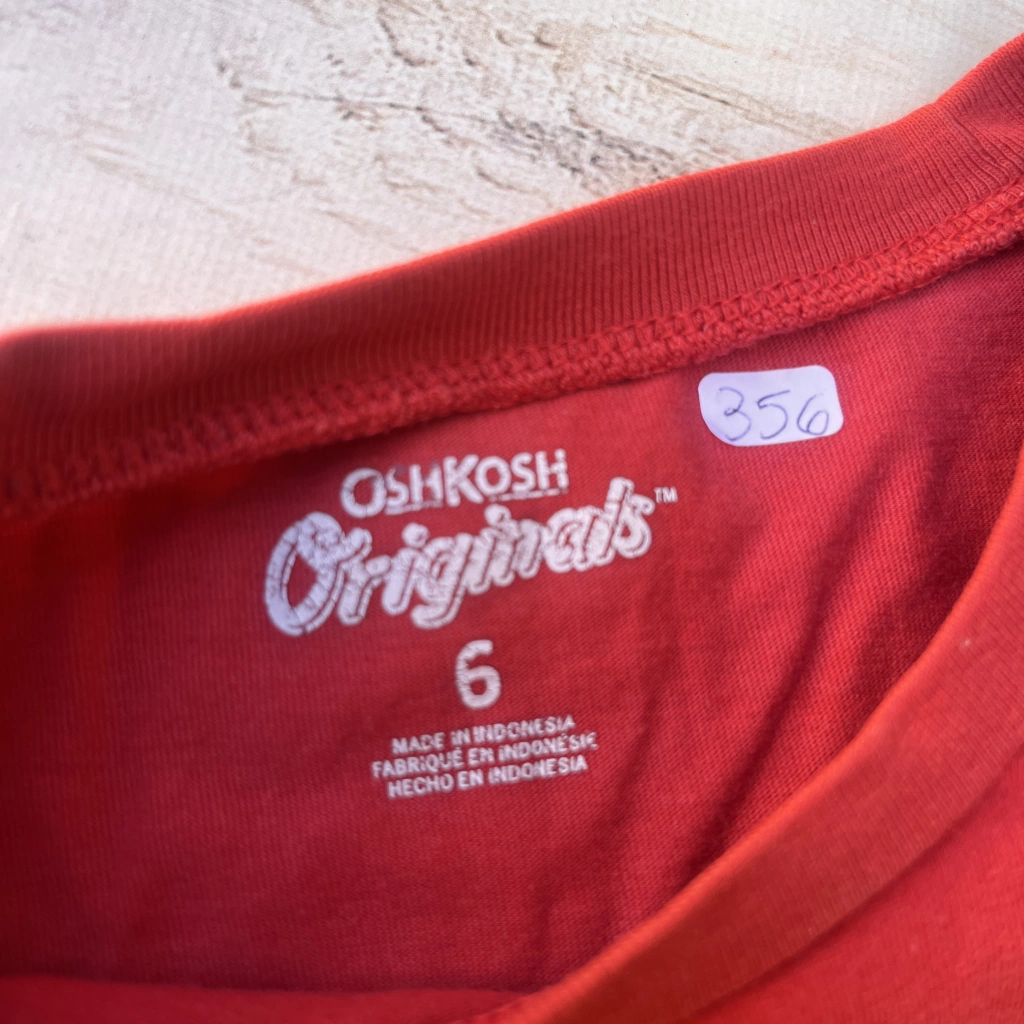 356
OSHKOSH
Originals™
6
MADE IN INDONESIA
FABRIQUÉ EN INDONÉSIE
HECHO EN INDONESIA